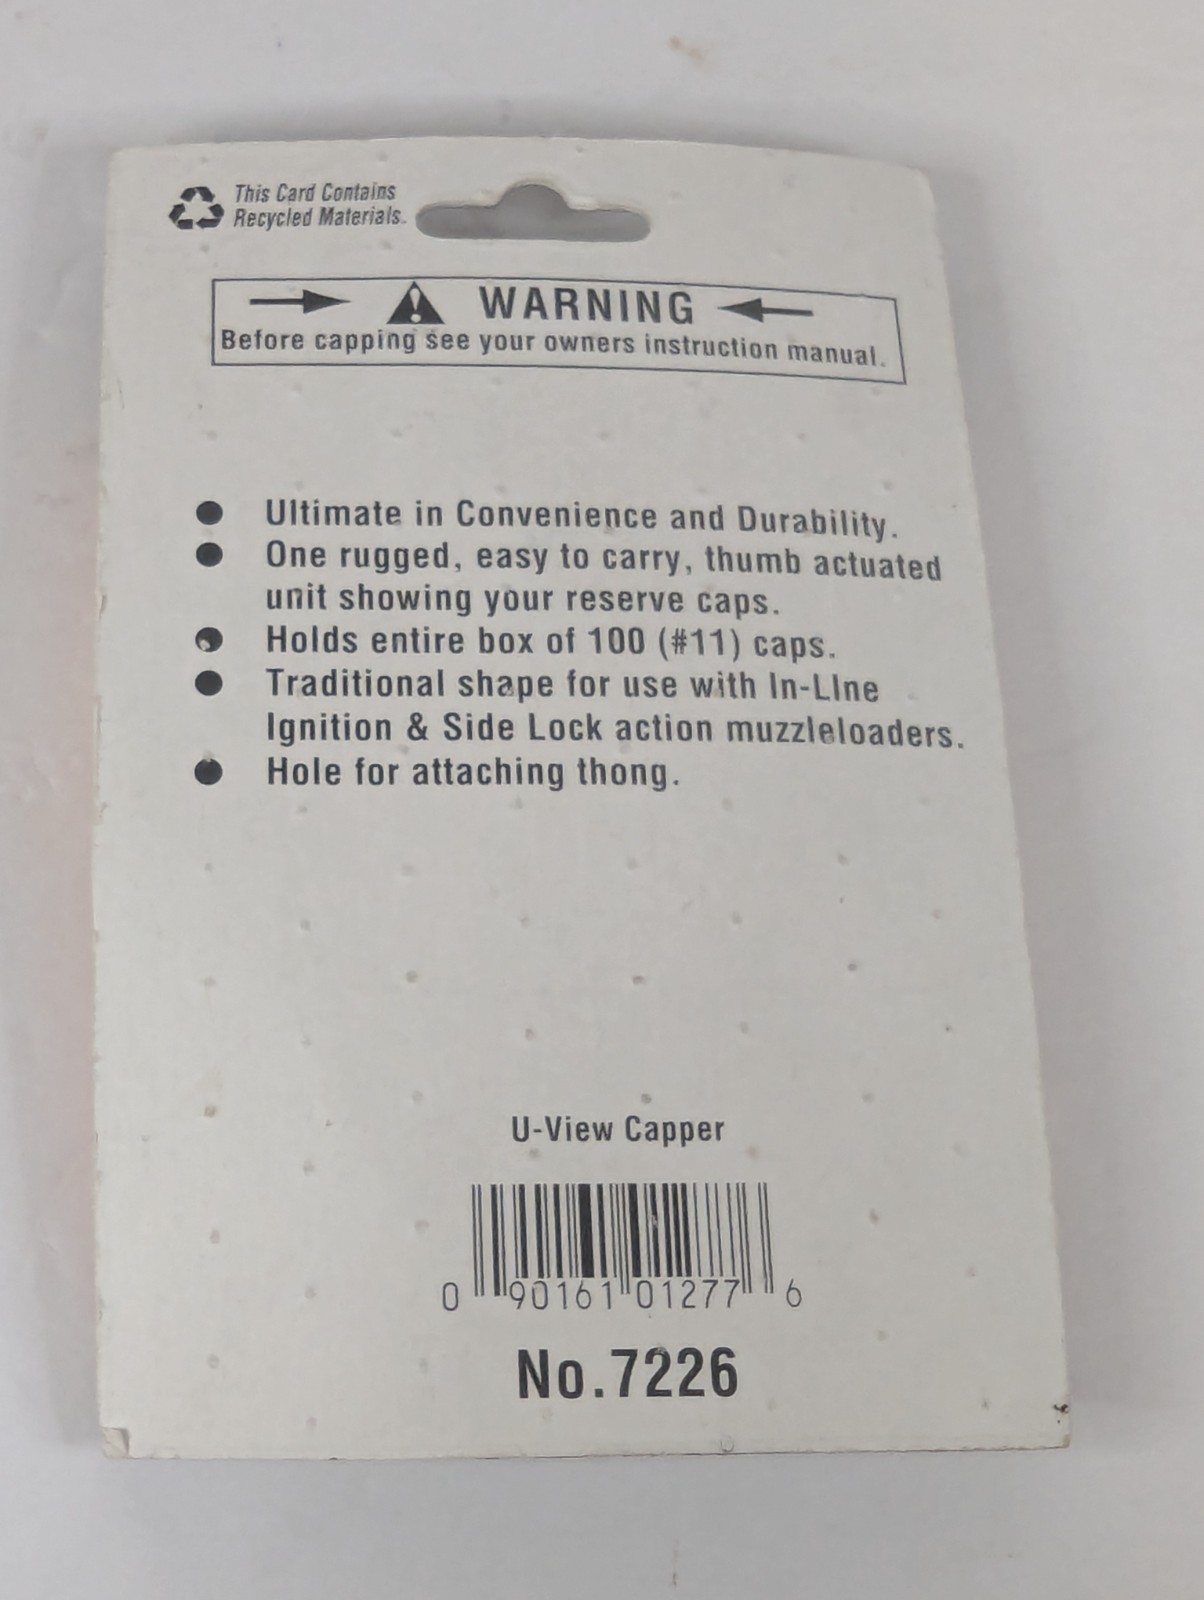 This Card Contains
Recycled Materials.
WARNING
Before capping see your owners instruction manual.
● Ultimate in Convenience and Durability.
● One rugged, easy to carry, thumb actuated
unit showing your reserve caps.
● Holds entire box of 100 (#11) caps.
● Traditional shape for use with In-LIne
Ignition & Side Lock action muzzleloaders.
● Hole for attaching thong.
U-View Capper
0 90161 01277 6
No.7226